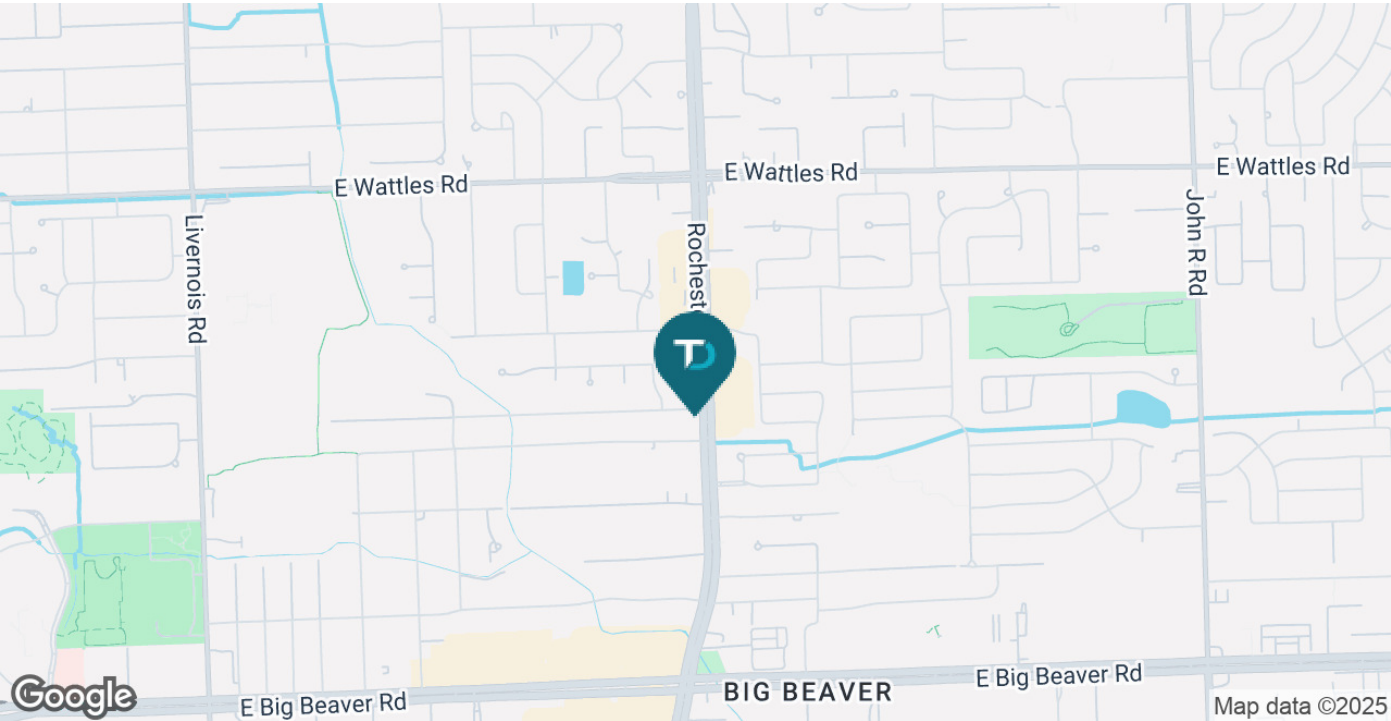 E Wattles Rd
E Wattles Rd
E Wattles Rd
Livernois Rd
Rochest
John R Rd
TD
E Big Beaver Rd
BIG BEAVER
E Big Beaver Rd
Google
Map data ©2025